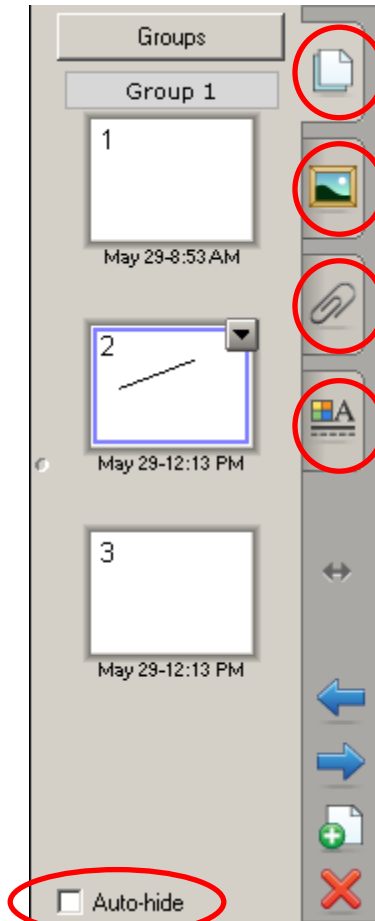 Groups
Group 1
1
May 29-8:53 AM
2
May 29-12:13 PM
3
May 29-12:13 PM
A
Auto-hide